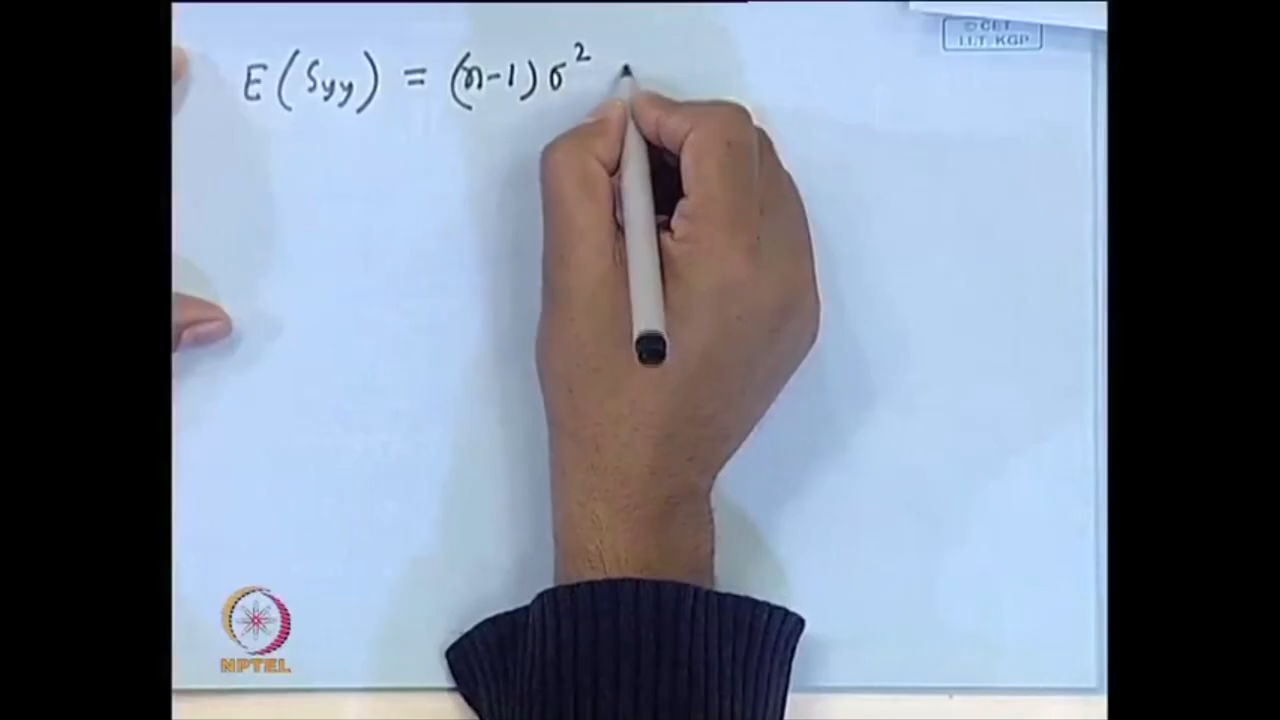 © CET
I.I.T. KGP
E(Syy) = (n-1)σ²
NPTEL